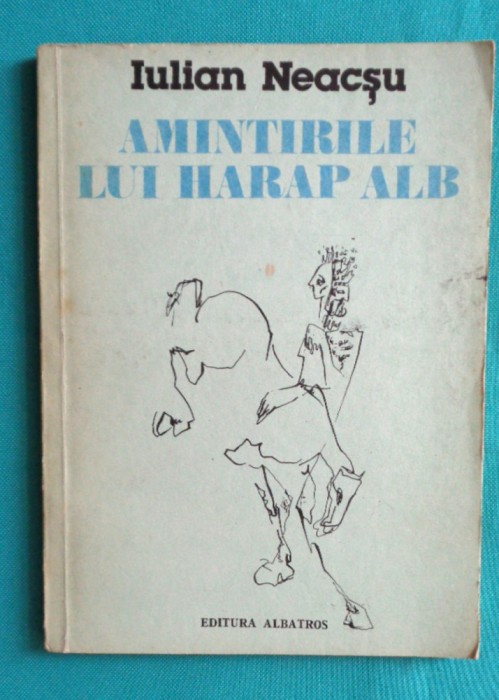 Iulian Neacşu
AMINTIRILE
LUI HARAP ALB
EDITURA ALBATROS